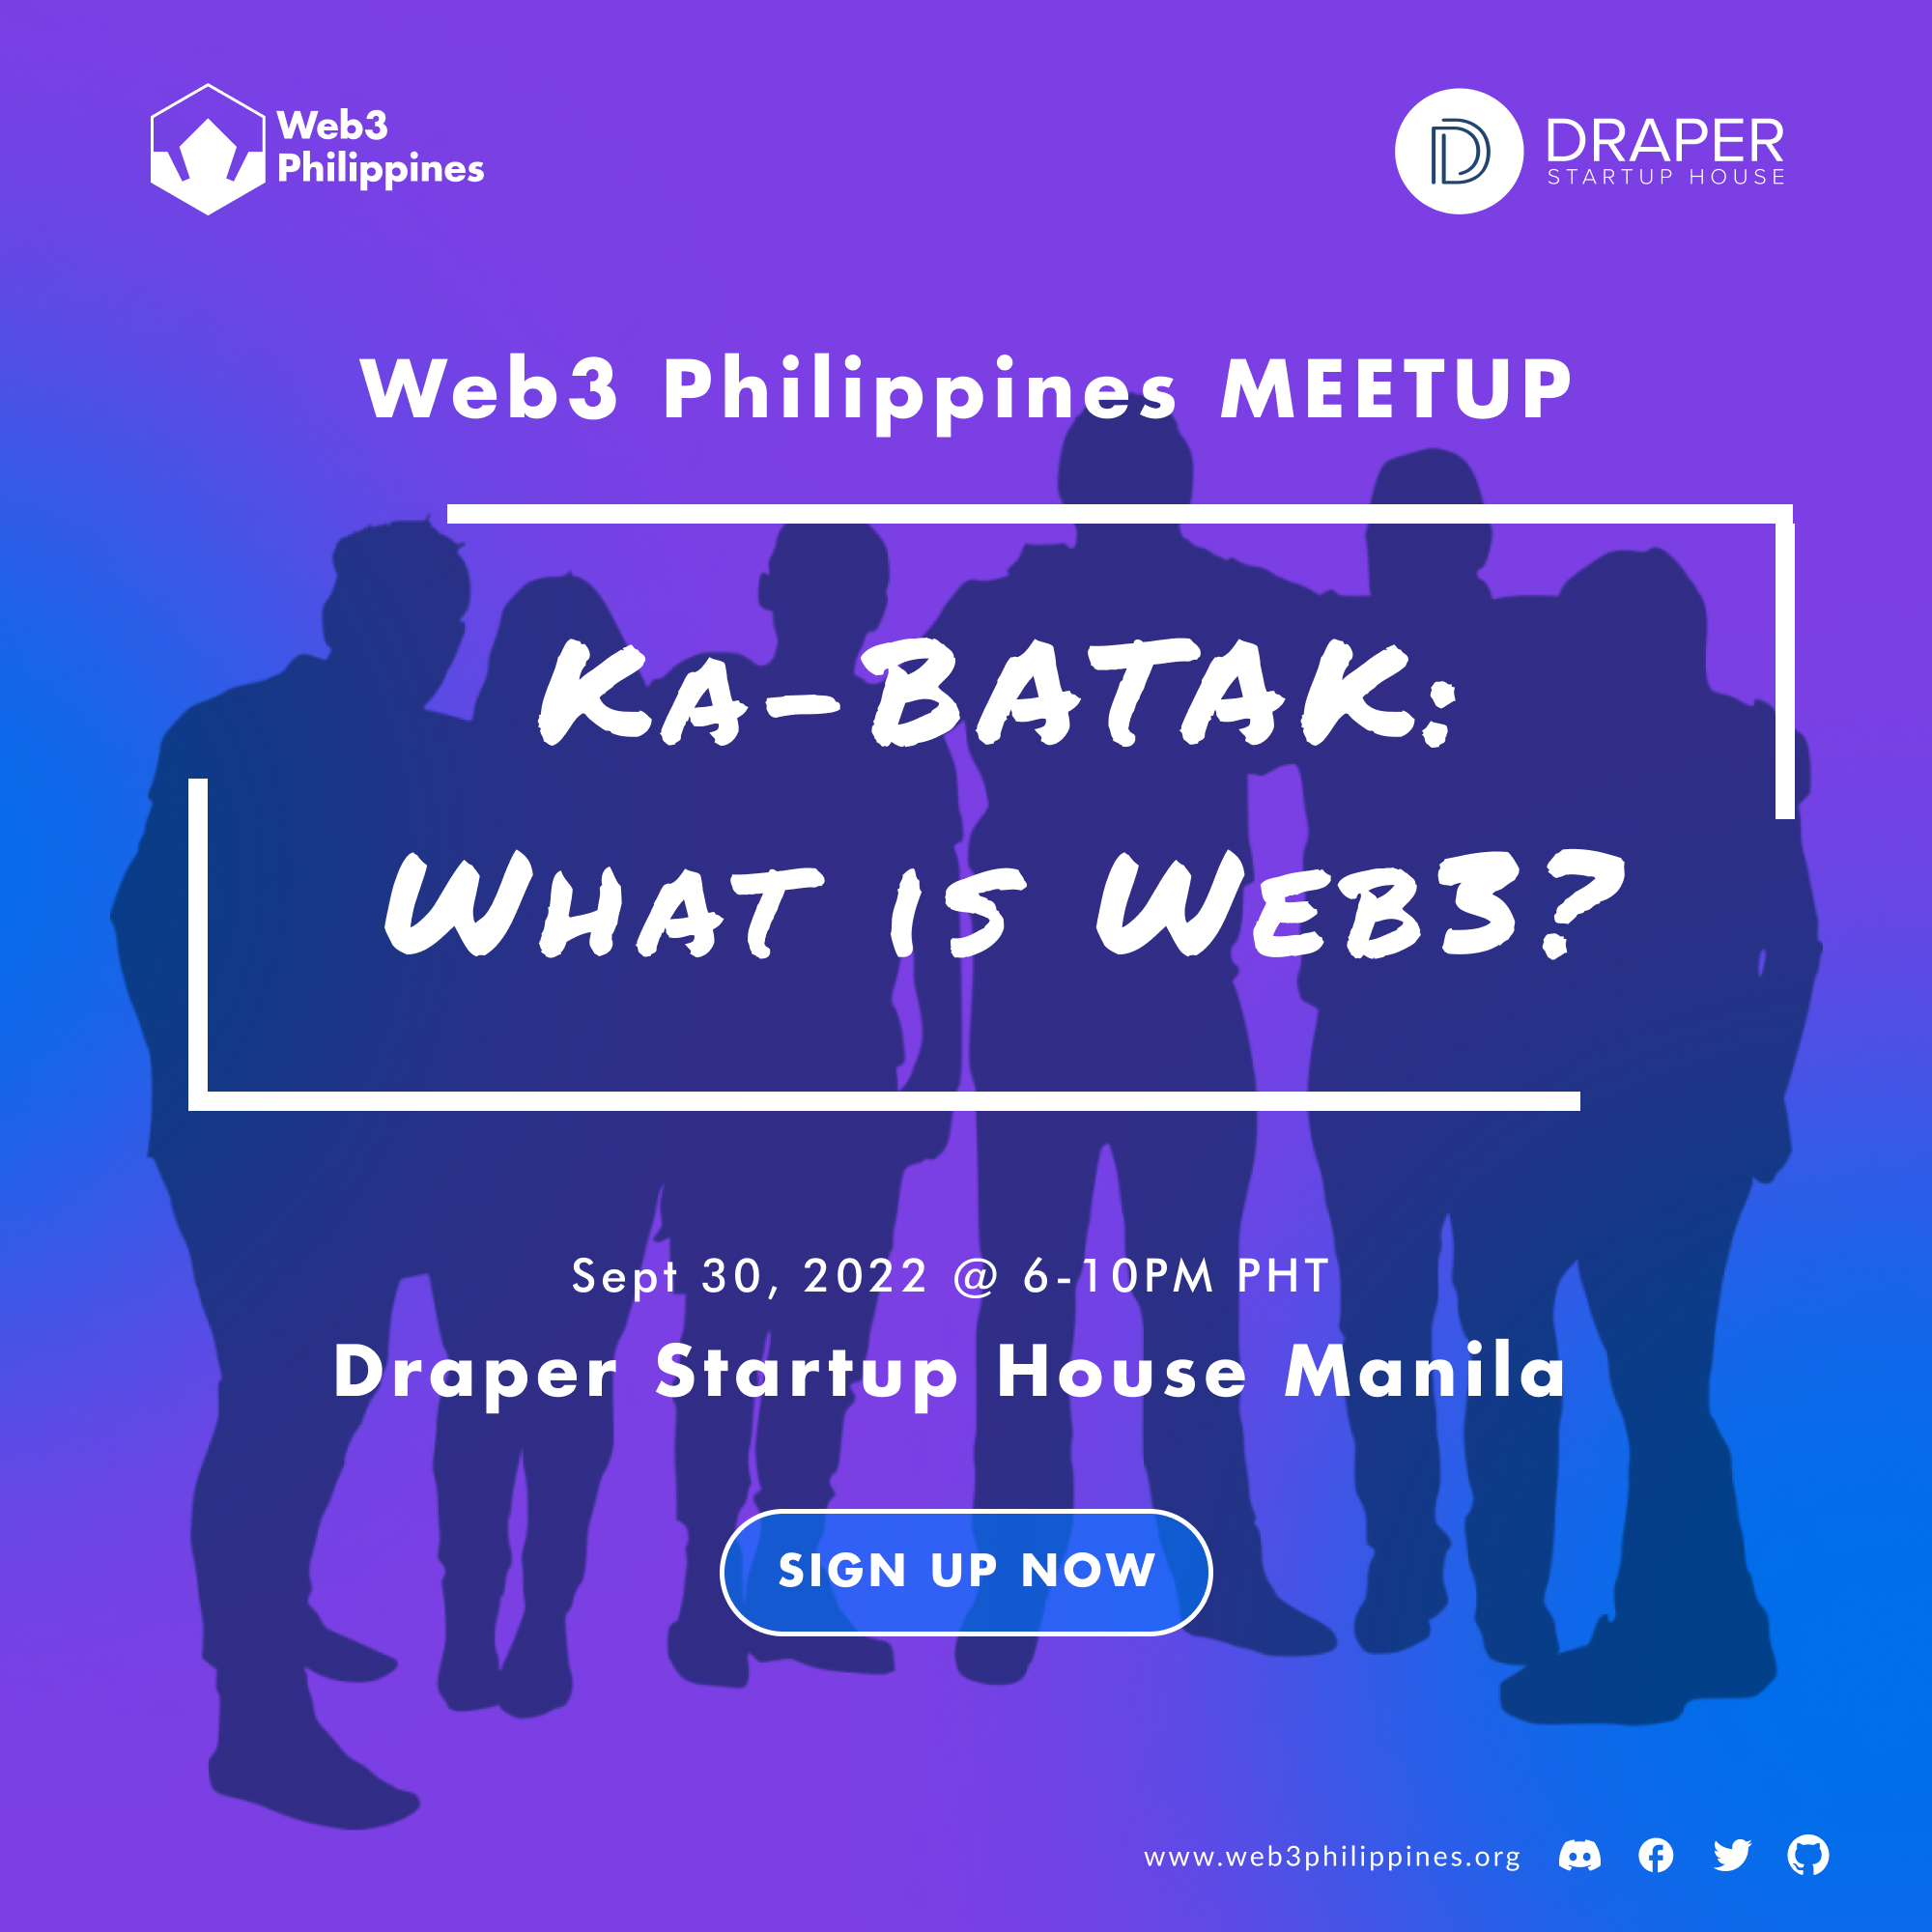 Web3
Philippines
DRAPER
STARTUP HOUSE
Web3 Philippines MEETUP
KA-BATAK:
WHAT IS WEB3?
Sept 30, 2022 @ 6-10PM PHT
Draper Startup House Manila
SIGN UP NOW
www.web3philippines.org